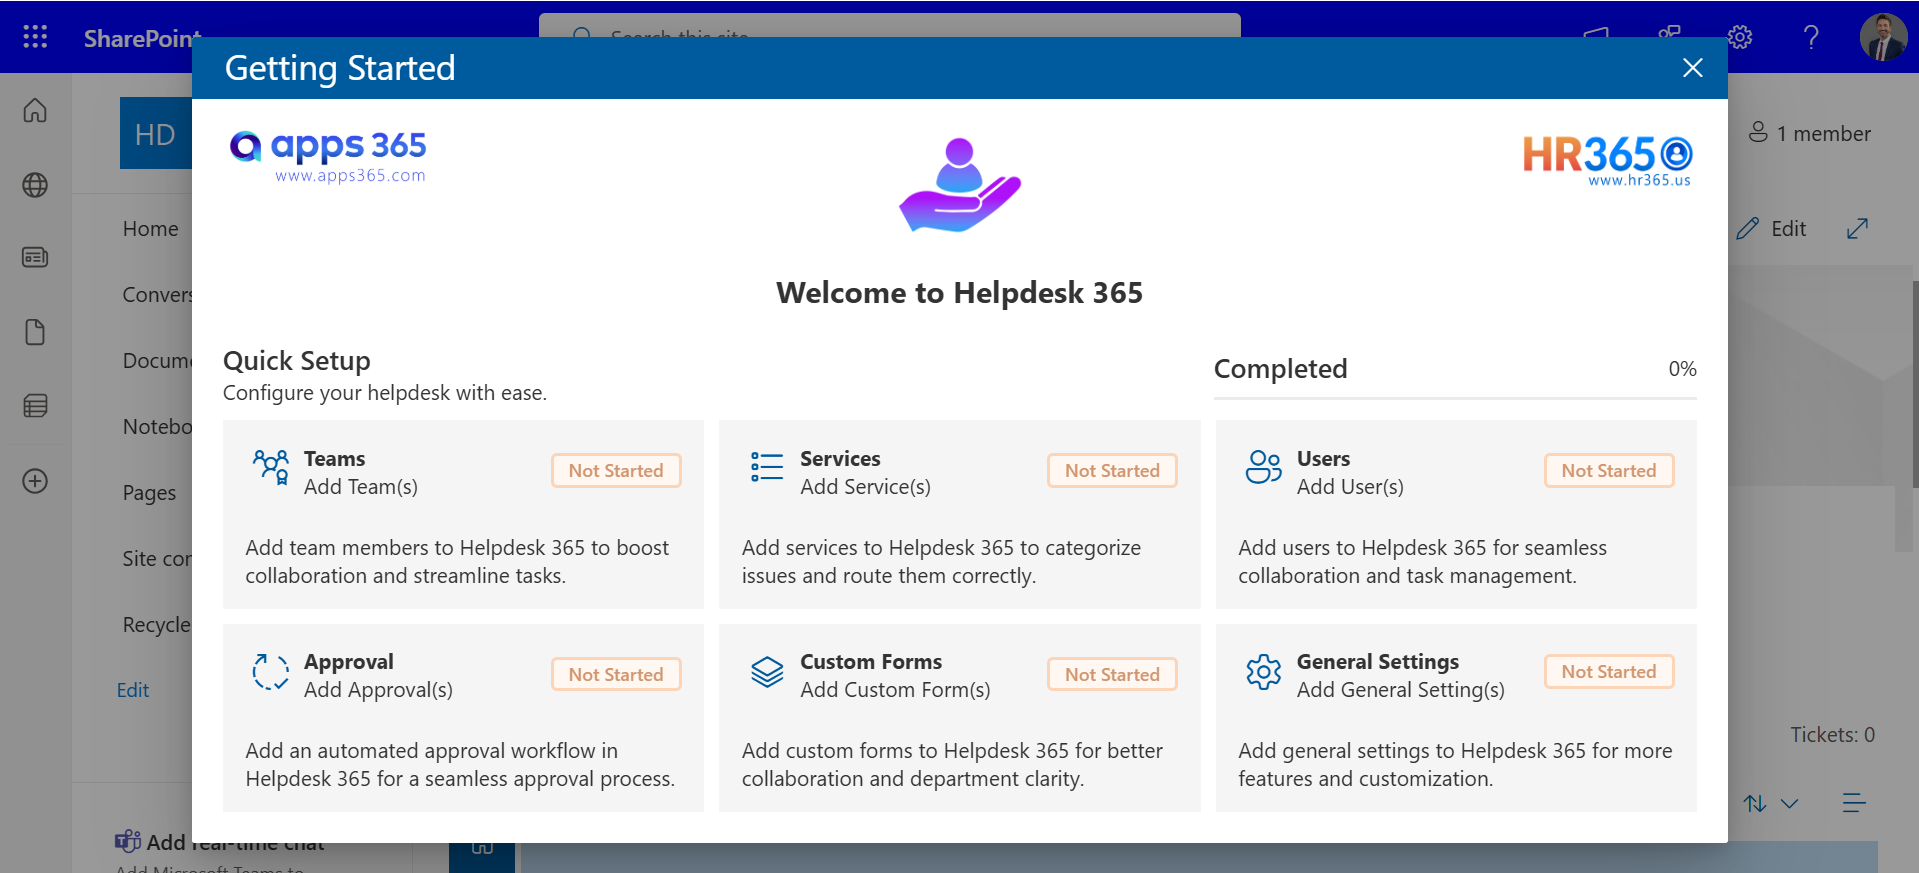 SharePoint
Search this site
Getting Started
HD
apps 365
www.apps365.com
HR365
www.hr365.us
1 member
Home
Edit
Welcome to Helpdesk 365
Convers
Quick Setup
Configure your helpdesk with ease.
Completed
0%
Docume
Notebo
Pages
Site cor
Recycle
Edit
Teams
Add Team(s)
Not Started
Add team members to Helpdesk 365 to boost
collaboration and streamline tasks.
Services
Add Service(s)
Not Started
Add services to Helpdesk 365 to categorize
issues and route them correctly.
Users
Add User(s)
Not Started
Add users to Helpdesk 365 for seamless
collaboration and task management.
Approval
Add Approval(s)
Not Started
Add an automated approval workflow in
Helpdesk 365 for a seamless approval process.
Custom Forms
Add Custom Form(s)
Not Started
Add custom forms to Helpdesk 365 for better
collaboration and department clarity.
General Settings
Add General Setting(s)
Not Started
Add general settings to Helpdesk 365 for more
features and customization.
Tickets: 0
Add real-time chat
Add Microsoft Teams to